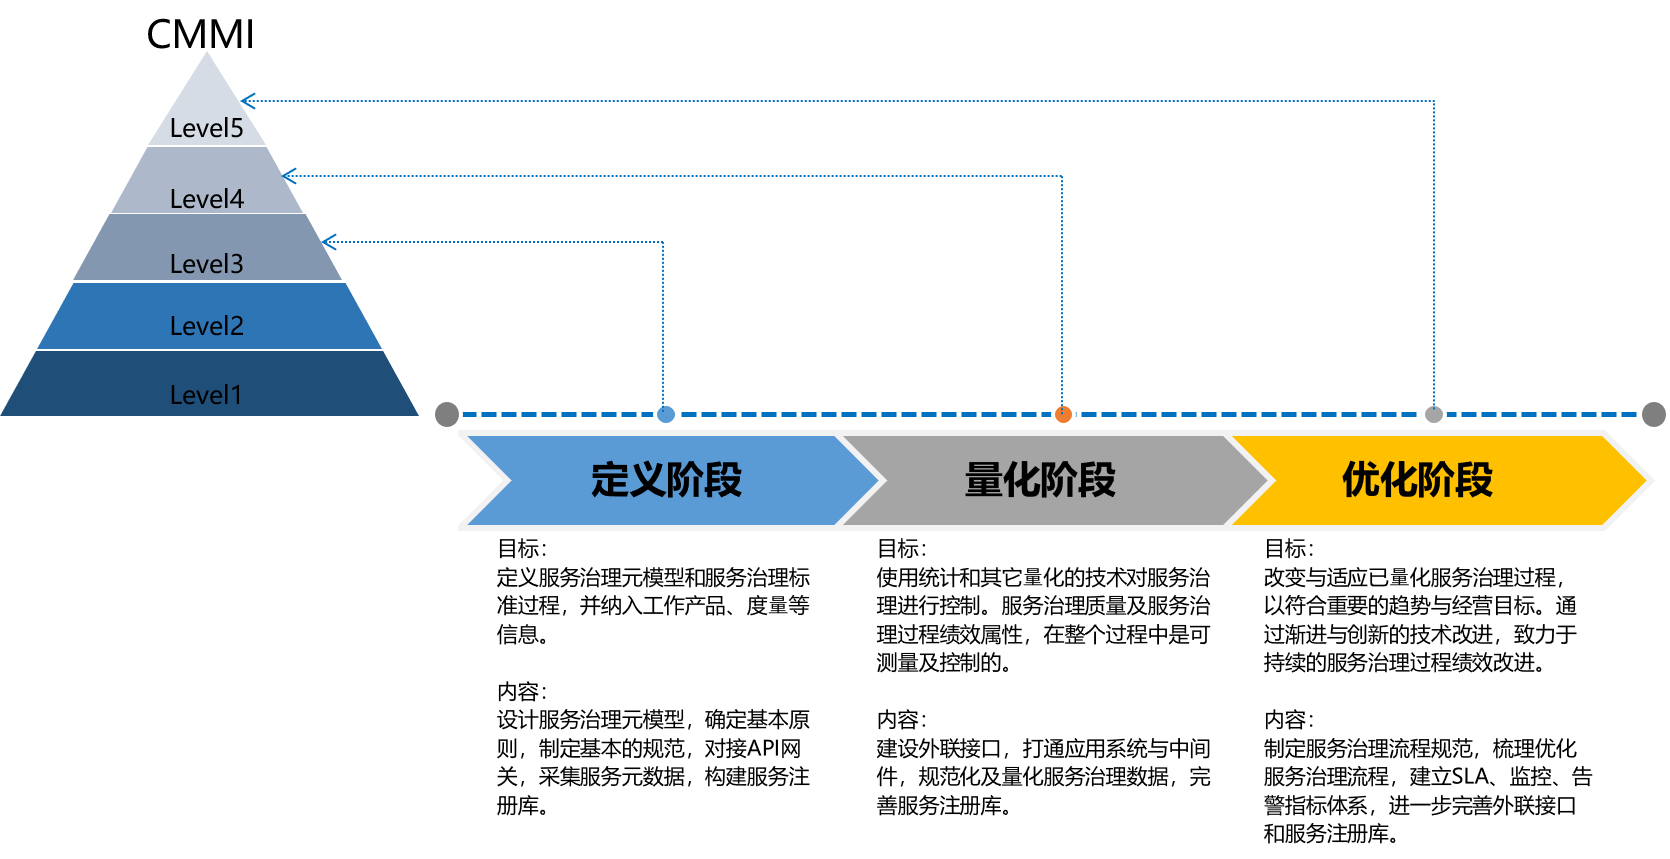 CMMI
Level5
Level4
Level3
Level2
Level1
定义阶段
量化阶段
优化阶段
目标：
定义服务治理元模型和服务治理标
准过程，并纳入工作产品、度量等
信息。
内容：
设计服务治理元模型，确定基本原
则，制定基本的规范，对接API网
关，采集服务元数据，构建服务注
册库。
目标：
使用统计和其它量化的技术对服务治
理进行控制。服务治理质量及服务治
理过程绩效属性，在整个过程中是可
测量及控制的。
内容：
建设外联接口，打通应用系统与中间
件，规范化及量化服务治理数据，完
善服务注册库。
目标：
改变与适应已量化服务治理过程，
以符合重要的趋势与经营目标。通
过渐进与创新的技术改进，致力于
持续的服务治理过程绩效改进。
内容：
制定服务治理流程规范，梳理优化
服务治理流程，建立SLA、监控、告
警指标体系，进一步完善外联接口
和服务注册库。